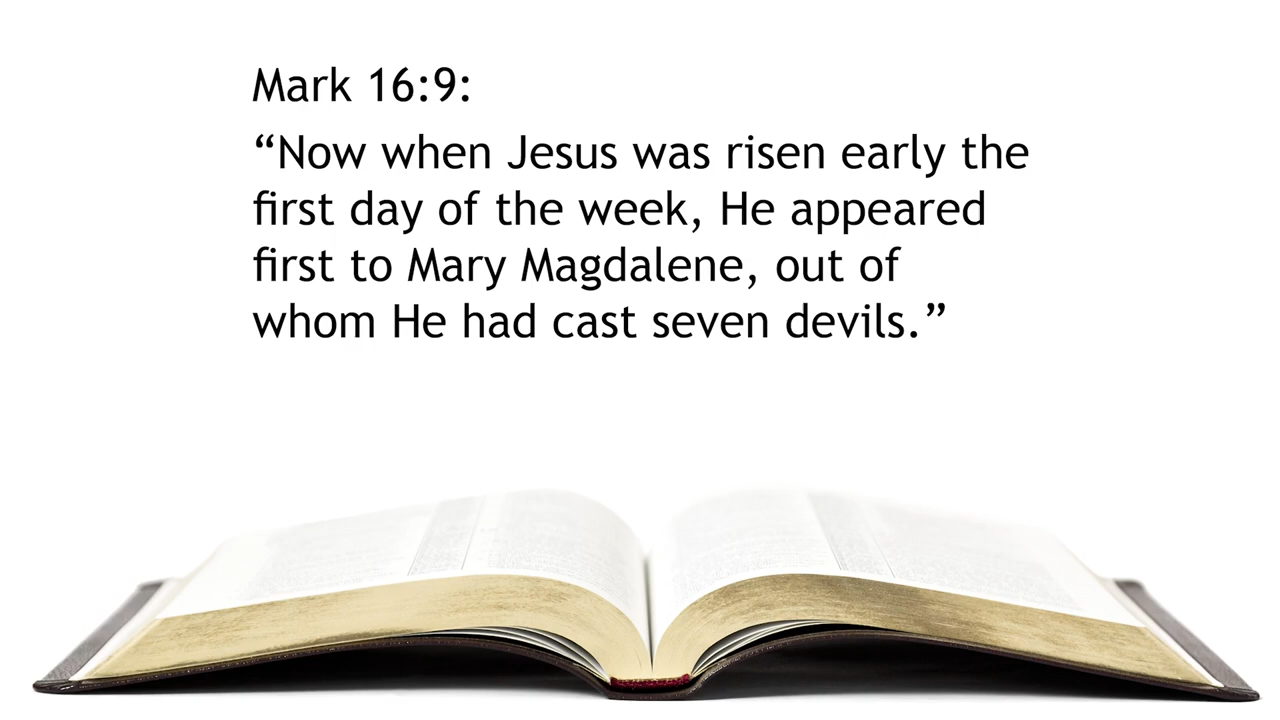 Mark 16:9:
“Now when Jesus was risen early the
first day of the week, He appeared
first to Mary Magdalene, out of
whom He had cast seven devils.”